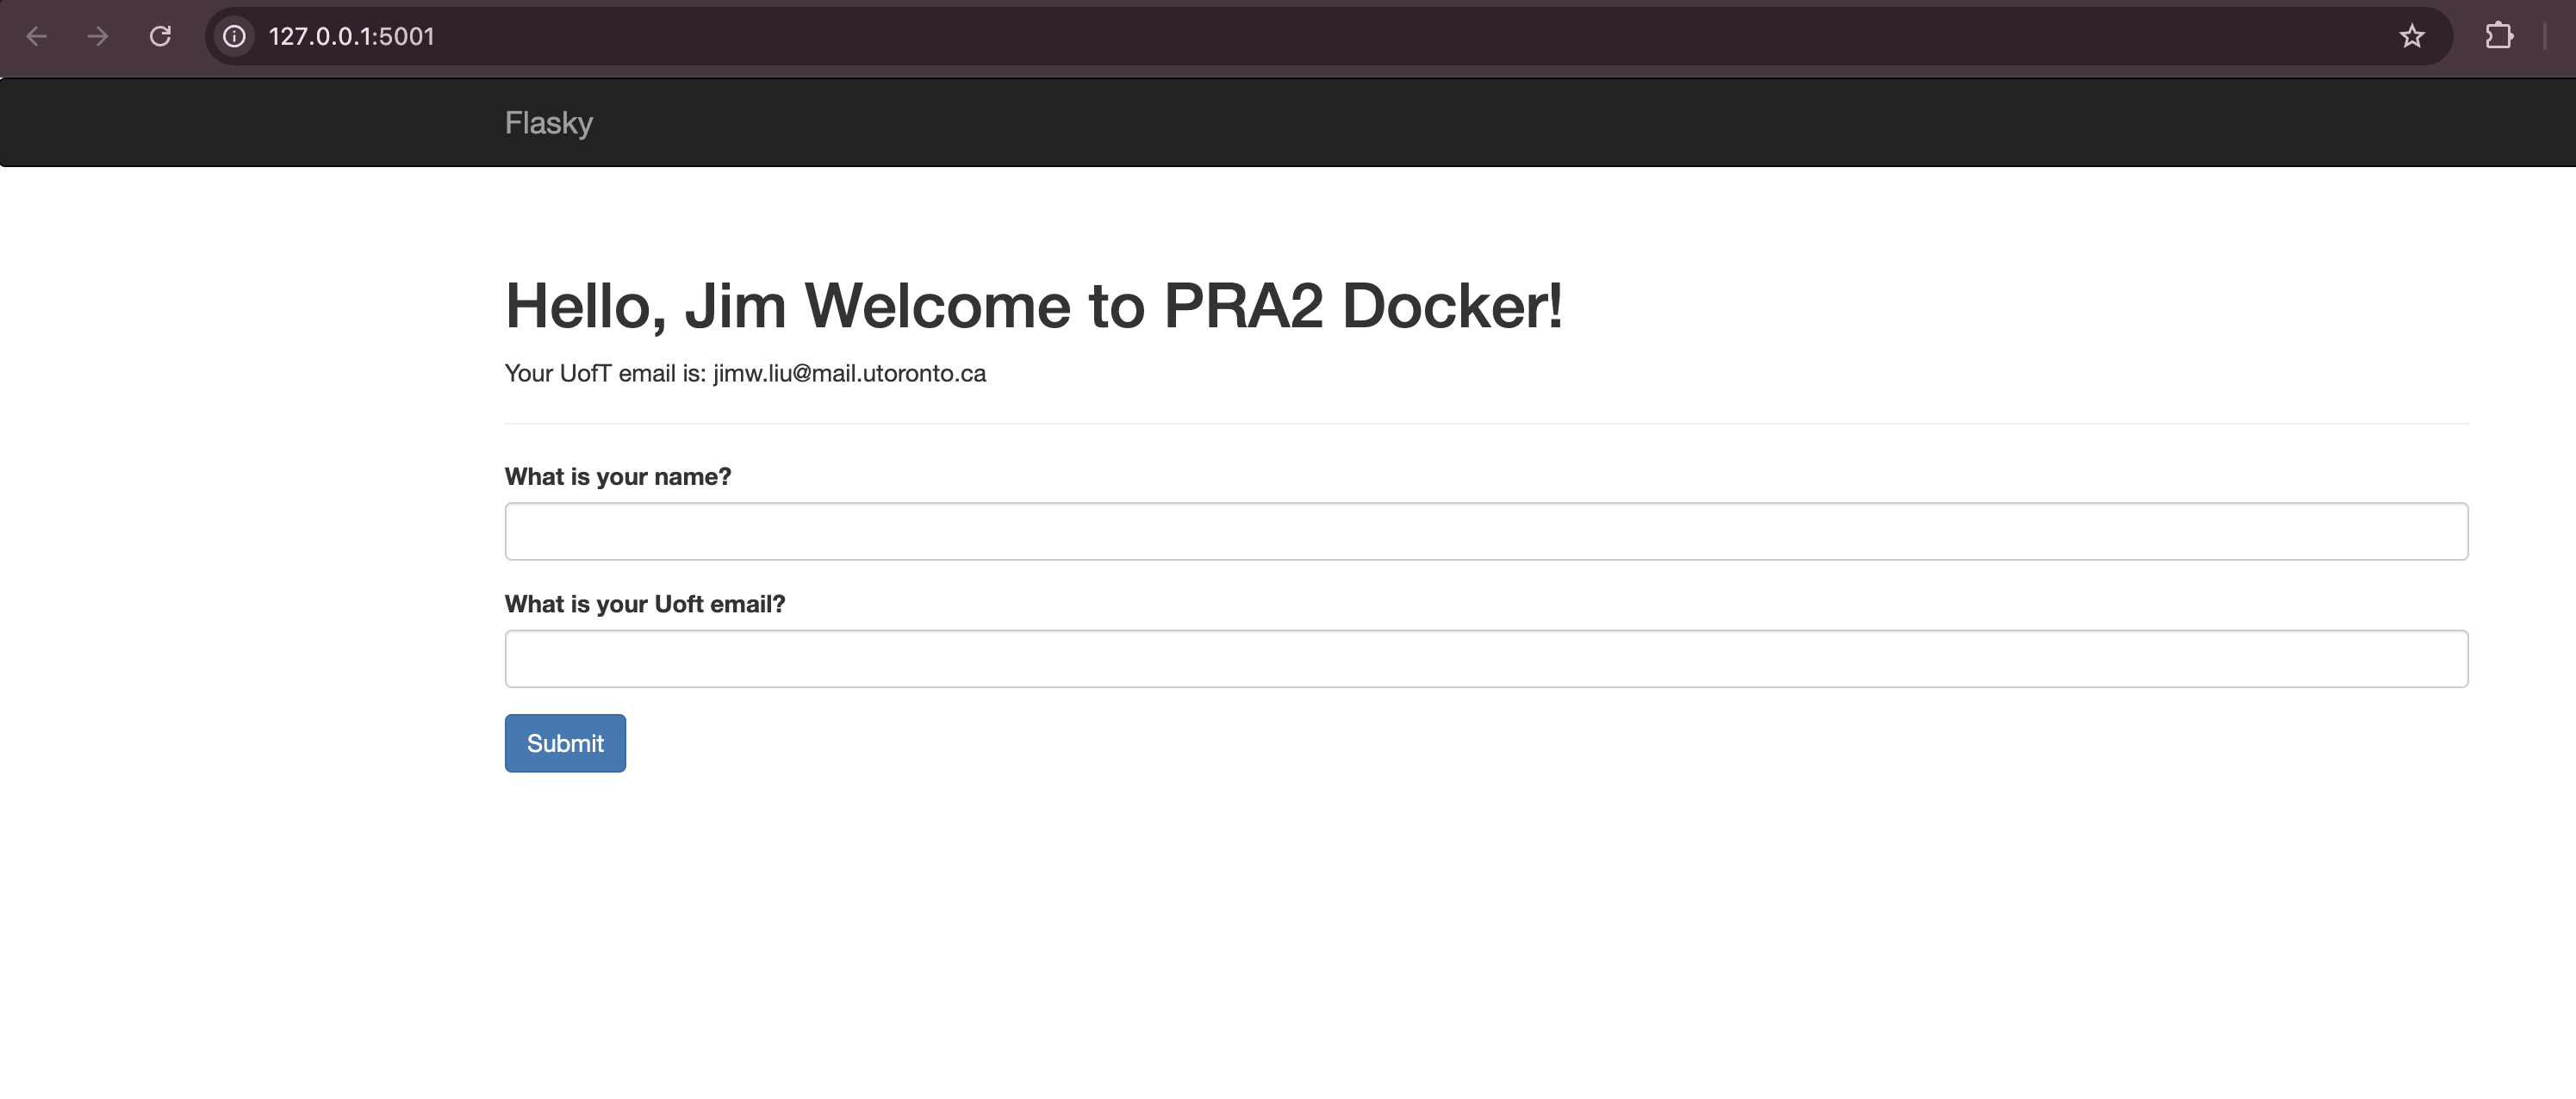 127.0.0.1:5001
Flasky
Hello, Jim Welcome to PRA2 Docker!
Your UofT email is: jimw.liu@mail.utoronto.ca
What is your name?
What is your Uoft email?
Submit